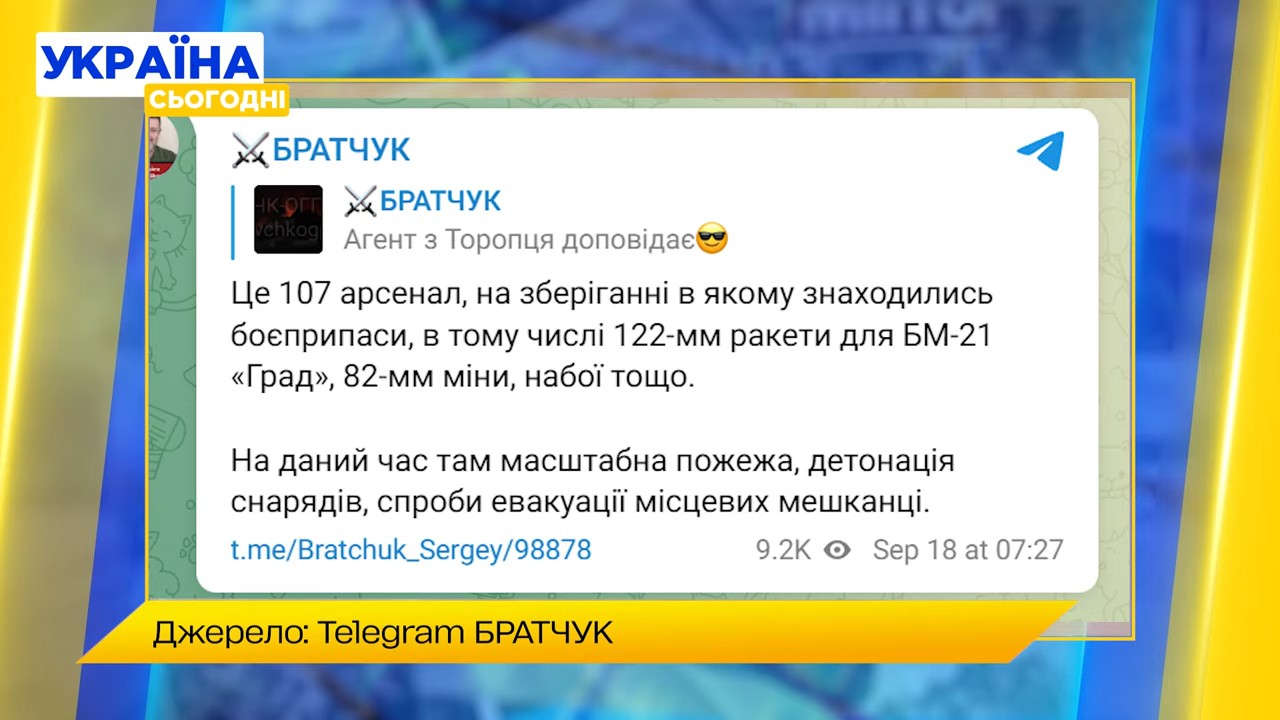 УКРАЇНА
СЬОГОДНІ
⚔️БРАТЧУК
⚔️БРАТЧУК
Агент з Торопця доповідає😎
Це 107 арсенал, на зберіганні в якому знаходились
боєприпаси, в тому числі 122-мм ракети для БМ-21
«Град», 82-мм міни, набої тощо.
На даний час там масштабна пожежа, детонація
снарядів, спроби евакуації місцевих мешканці.
t.me/Bratchuk_Sergey/98878
9.2K
Sep 18 at 07:27
Джерело: Telegram БРАТЧУК